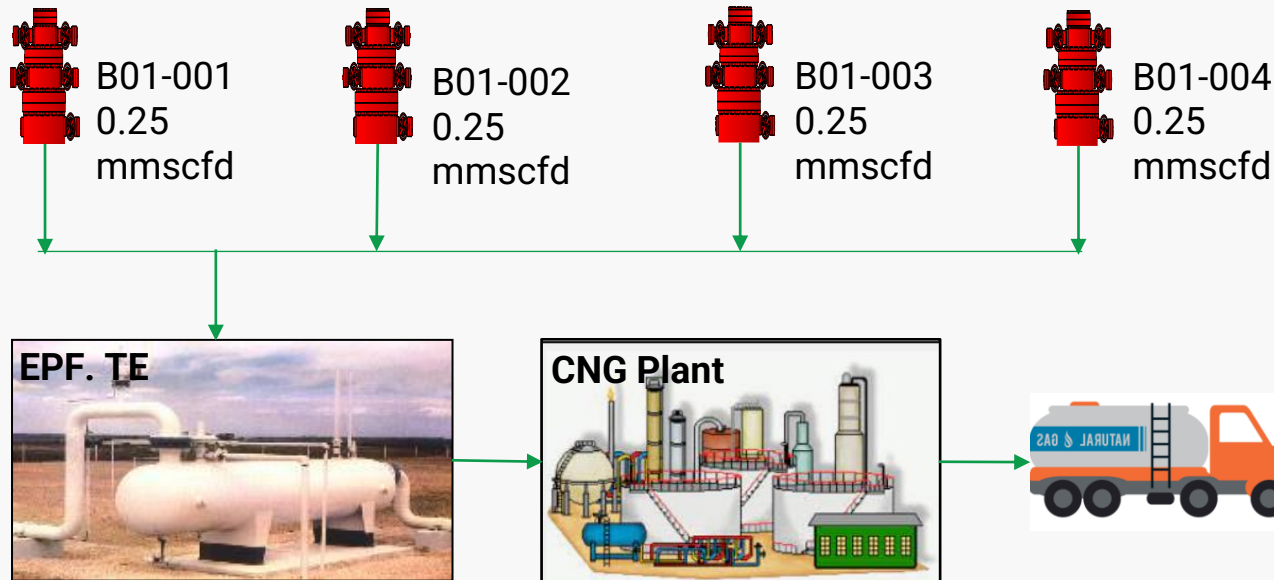 B01-001
0.25
mmscfd
B01-002
0.25
mmscfd
B01-003
0.25
mmscfd
B01-004
0.25
mmscfd
EPF. TE
CNG Plant
NATURAL GAS